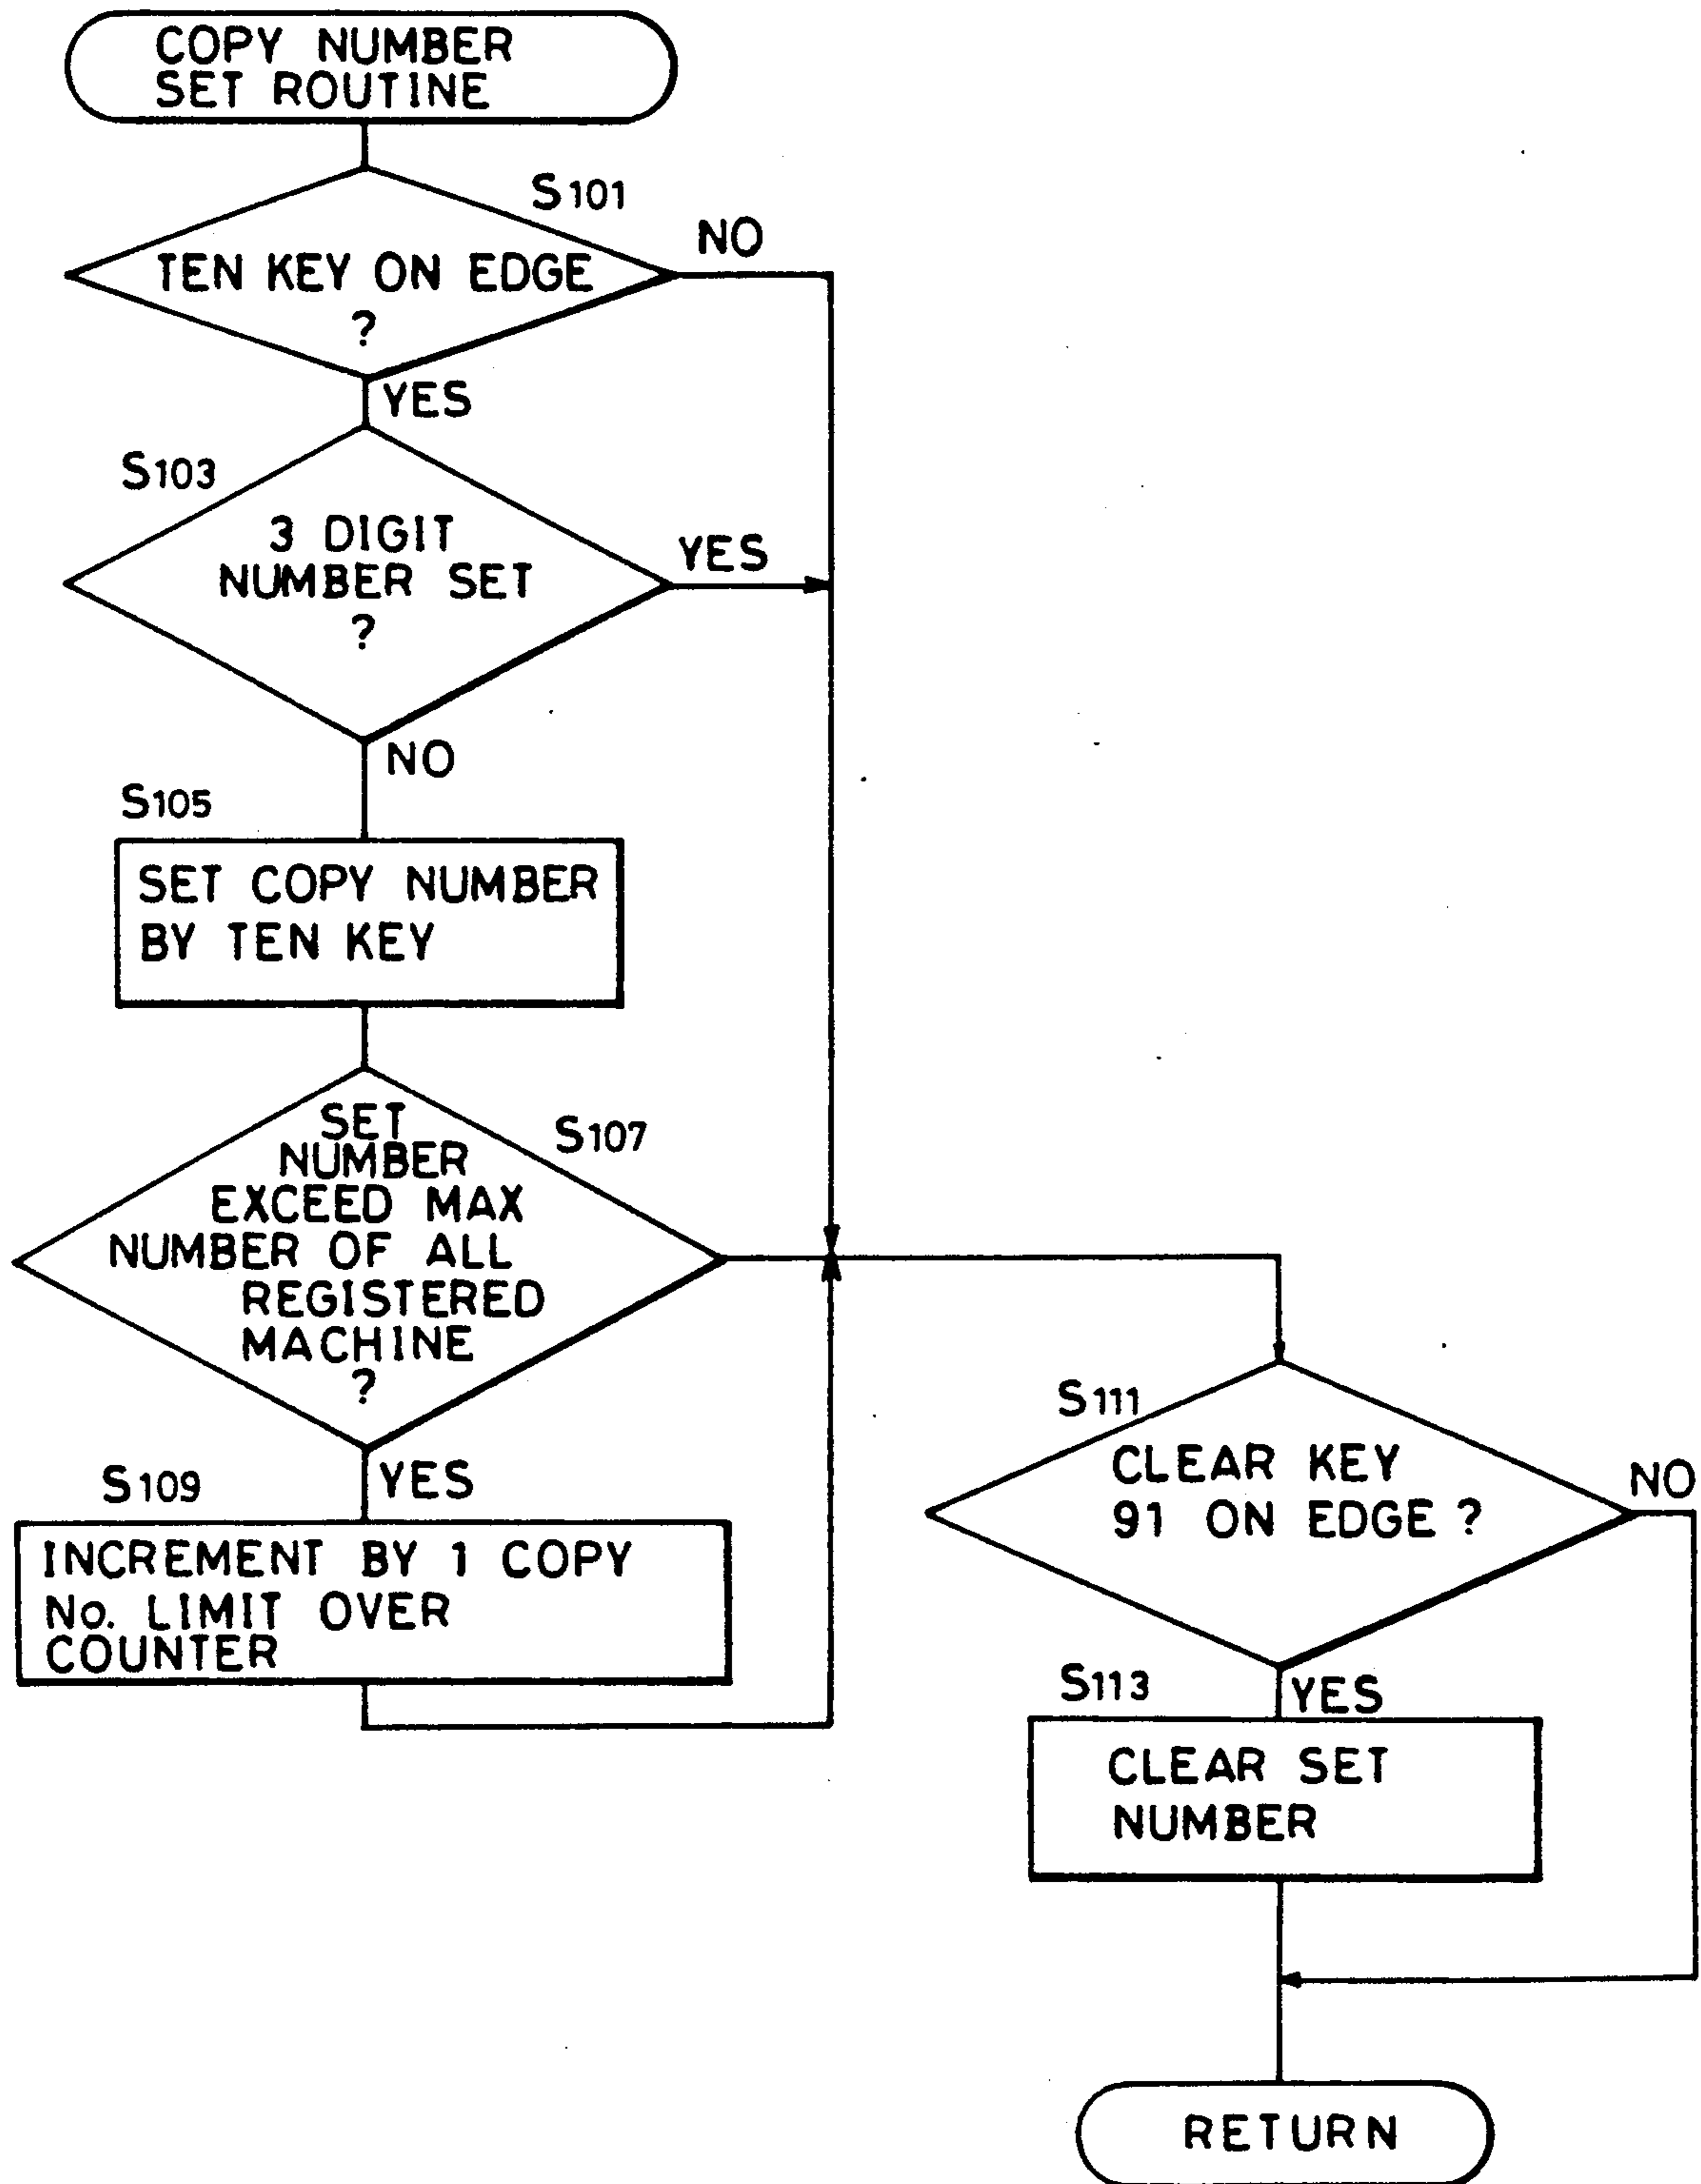 COPY NUMBER
SET ROUTINE
S101
TEN KEY ON EDGE
?
NO
YES
S103
3 DIGIT
NUMBER SET
?
YES
NO
S105
SET COPY NUMBER
BY TEN KEY
S107
SET
NUMBER
EXCEED MAX
NUMBER OF ALL
REGISTERED
MACHINE
?
YES
S109
INCREMENT BY 1 COPY
No. LIMIT OVER
COUNTER
S111
CLEAR KEY
91 ON EDGE ?
NO
YES
S113
CLEAR SET
NUMBER
RETURN